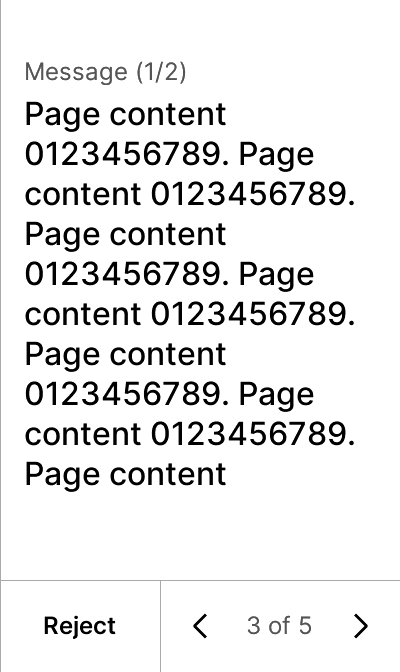 Message (1/2)
Page content
0123456789. Page
content 0123456789.
Page content
0123456789. Page
content 0123456789.
Page content
0123456789. Page
content 0123456789.
Page content
Reject
3 of 5